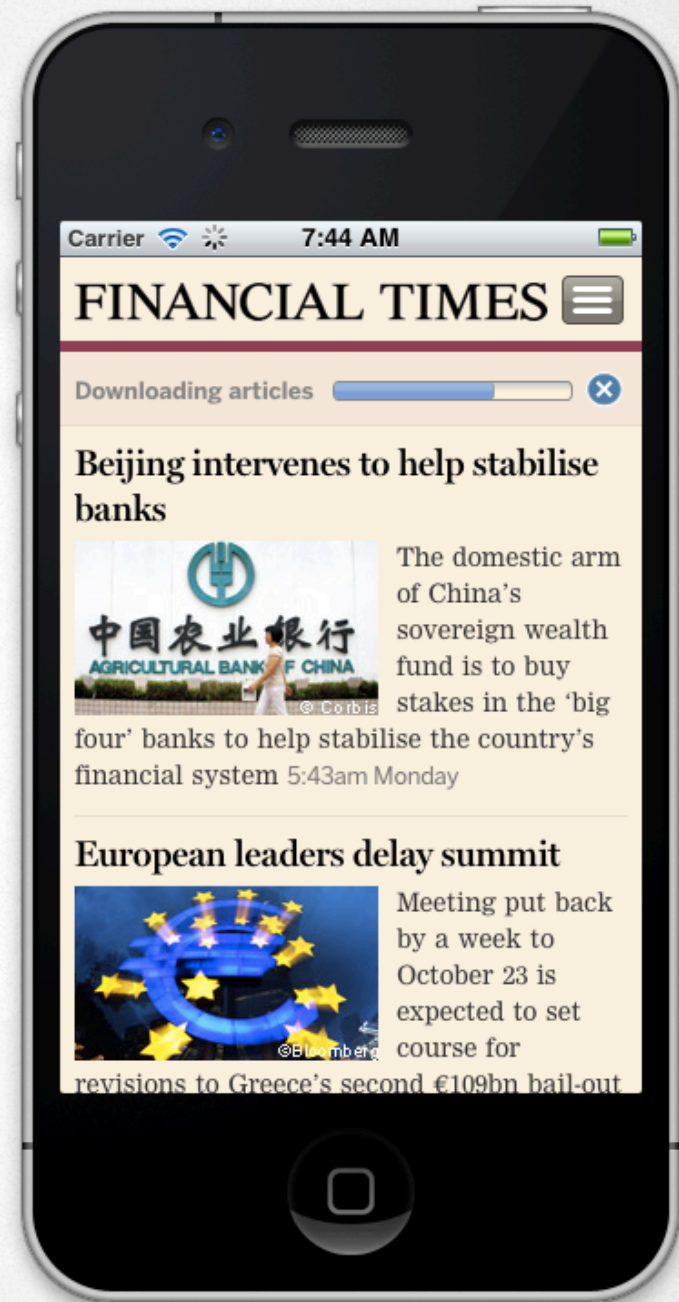 Carrier 7:44 AM
FINANCIAL TIMES
Downloading articles
Beijing intervenes to help stabilise
banks
中国农业银行
AGRICULTURAL BANK OF CHINA
© Corbis
The domestic arm
of China’s
sovereign wealth
fund is to buy
stakes in the ‘big
four’ banks to help stabilise the country’s
financial system 5:43am Monday
European leaders delay summit
©Bloomberg
Meeting put back
by a week to
October 23 is
expected to set
course for
revisions to Greece’s second €109bn bail-out